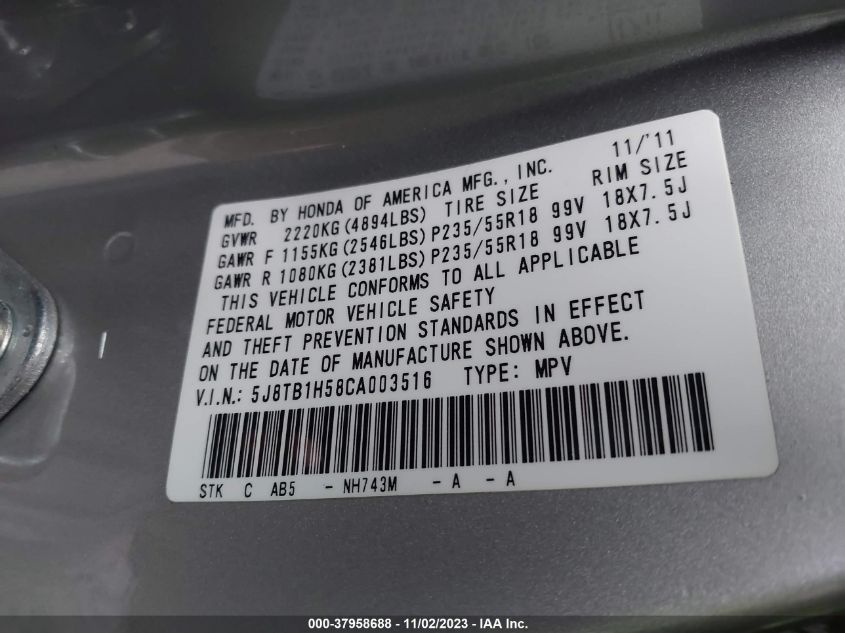 MFD. BY HONDA OF AMERICA MFG., INC. 11/'11
GVWR 2220KG(4894LBS) TIRE SIZE RIM SIZE
GAWR F 1155KG(2546LBS) P235/55R18 99V 18X7.5J
GAWR R 1080KG(2381LBS) P235/55R18 99V 18X7.5J
THIS VEHICLE CONFORMS TO ALL APPLICABLE
FEDERAL MOTOR VEHICLE SAFETY
AND THEFT PREVENTION STANDARDS IN EFFECT
ON THE DATE OF MANUFACTURE SHOWN ABOVE.
V.I.N.: 5J8TB1H58CA003516 TYPE: MPV
STK C AB5 - NH743M - A - A
000-37958688 - 11/02/2023 - IAA Inc.